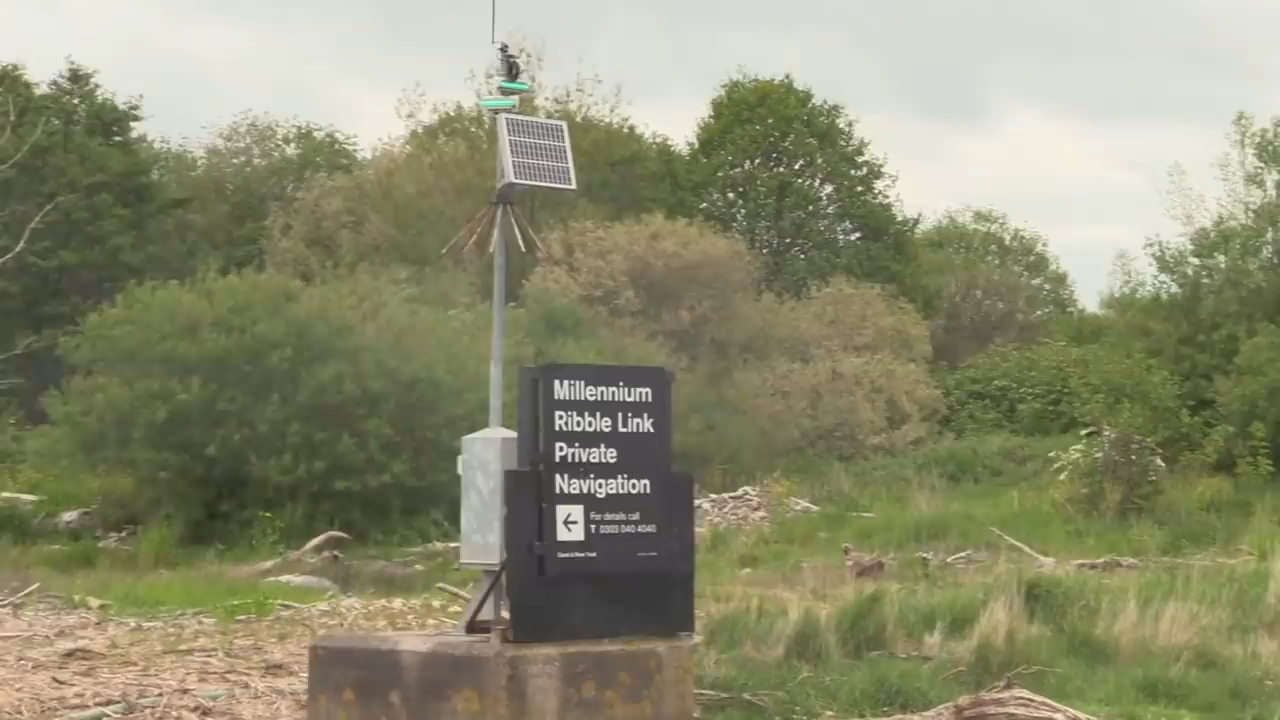 Millennium
Ribble Link
Private
Navigation
For details call
T 0303 040 4040
Canal & River Trust